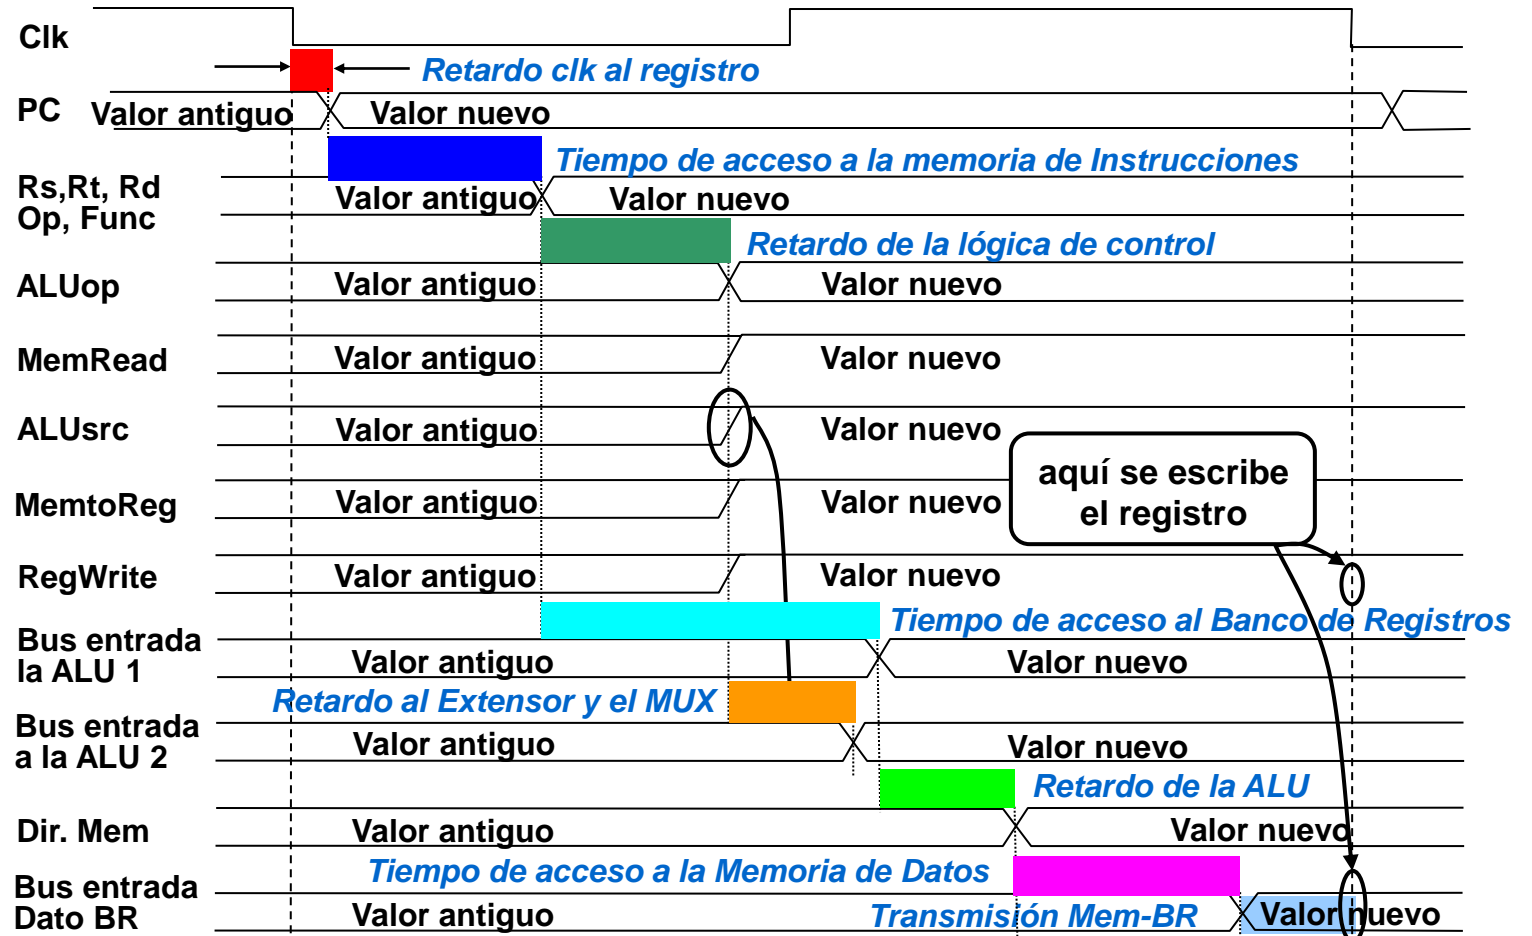 Clk
Retardo clk al registro
PC Valor antiguo Valor nuevo
Tiempo de acceso a la memoria de Instrucciones
Rs,Rt, Rd
Op, Func
Valor antiguo Valor nuevo
Retardo de la lógica de control
ALUop Valor antiguo Valor nuevo
MemRead Valor antiguo Valor nuevo
ALUsrc Valor antiguo Valor nuevo
aquí se escribe
el registro
MemtoReg Valor antiguo Valor nuevo
RegWrite Valor antiguo Valor nuevo
Tiempo de acceso al Banco de Registros
Bus entrada
la ALU 1
Valor antiguo Valor nuevo
Retardo al Extensor y el MUX
Bus entrada
a la ALU 2
Valor antiguo Valor nuevo
Retardo de la ALU
Dir. Mem Valor antiguo Valor nuevo
Tiempo de acceso a la Memoria de Datos
Bus entrada
Dato BR
Valor antiguo Transmisión Mem-BR Valor nuevo